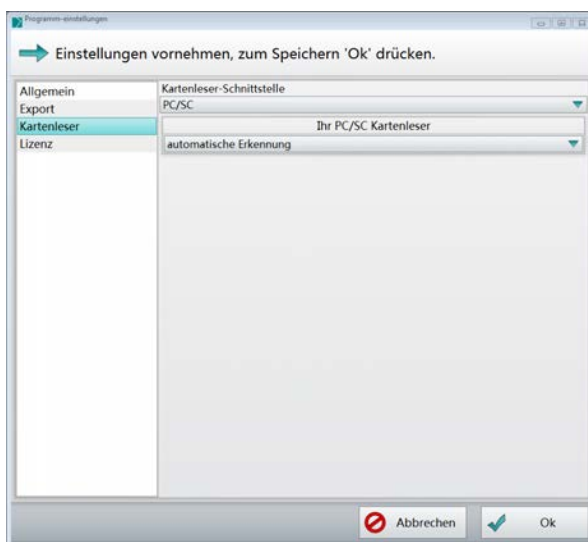 Programm-einstellungen
Einstellungen vornehmen, zum Speichern 'Ok' drücken.
Allgemein
Export
Kartenleser
Lizenz
Kartenleser-Schnittstelle
PC/SC
Ihr PC/SC Kartenleser
automatische Erkennung
Abbrechen
Ok